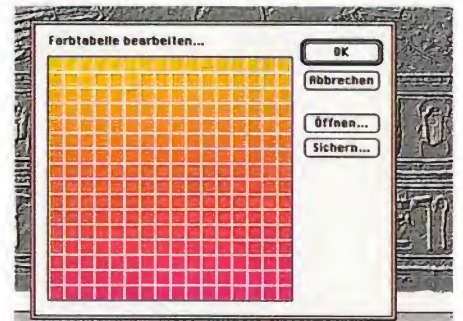 Farbtabelle bearbeiten...
OK
Abbrechen
Öffnen...
Sichern...